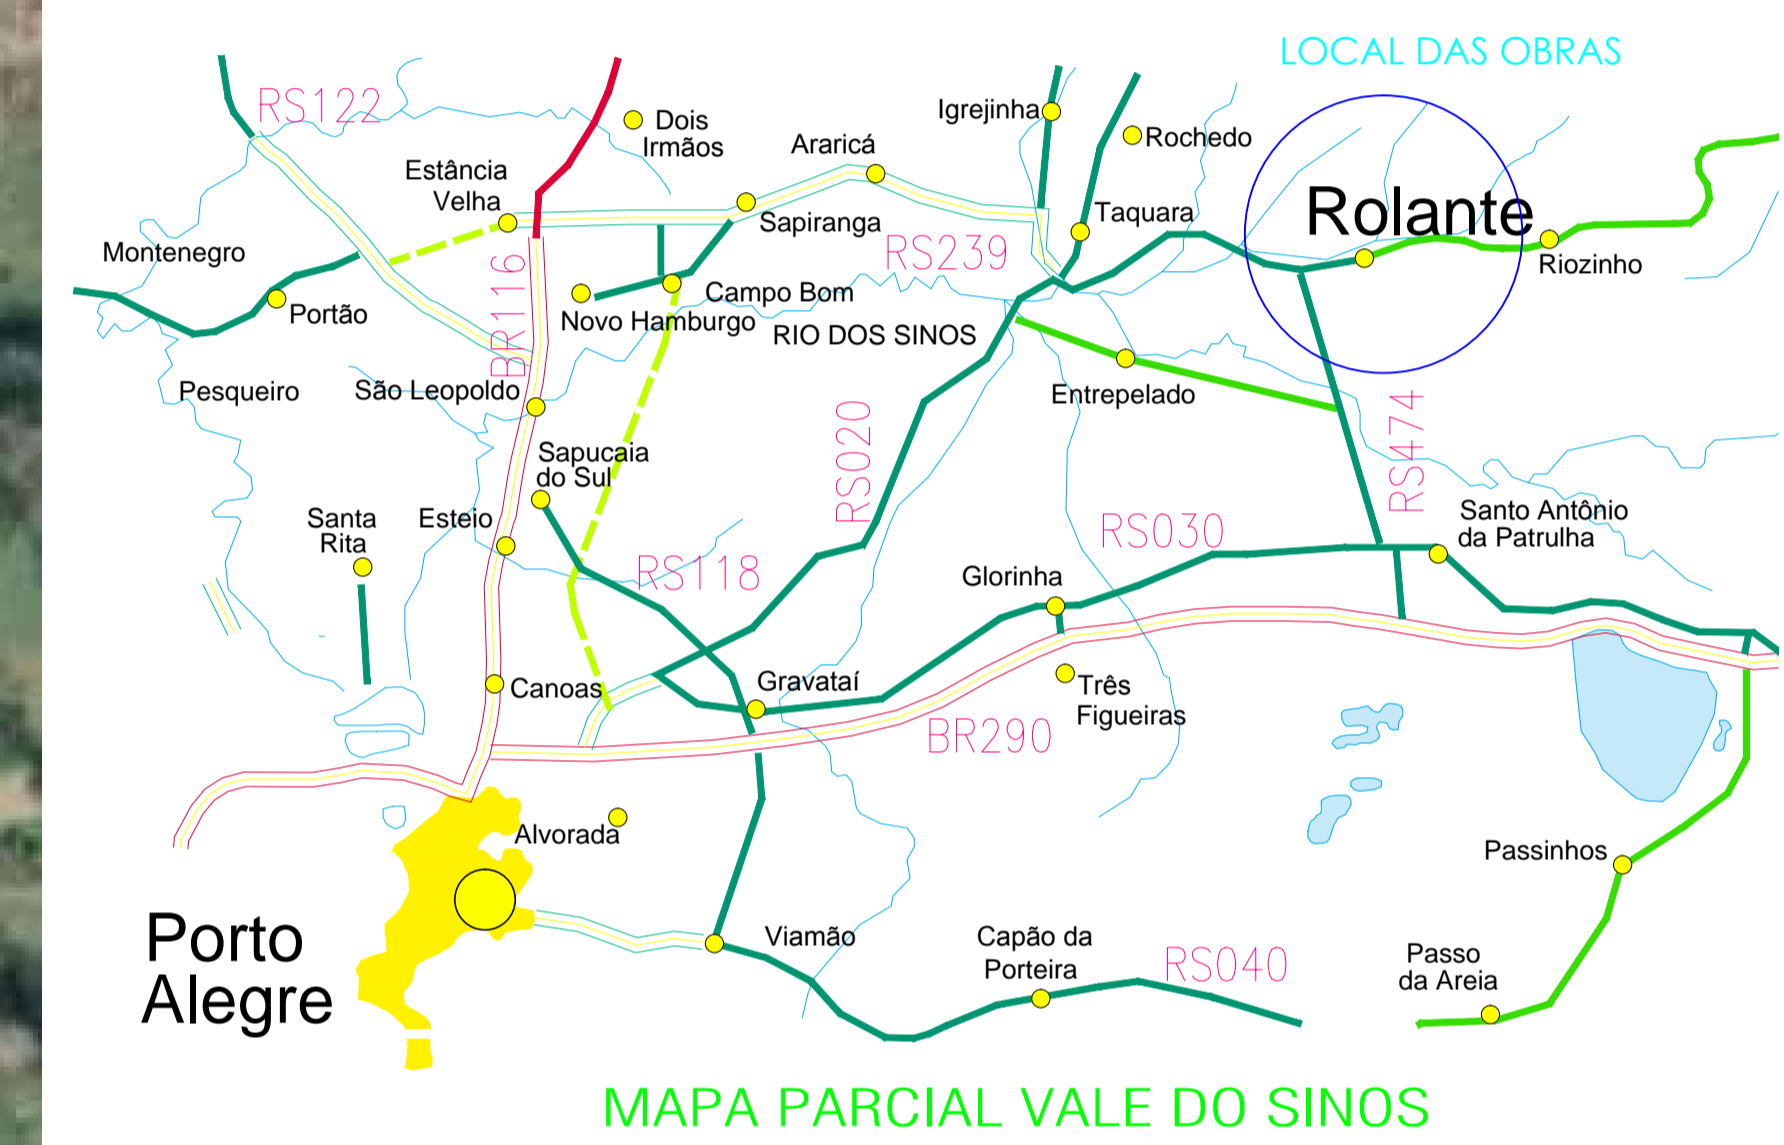 LOCAL DAS OBRAS
RS122
Dois
Irmãos
Igrejinha
Rochedo
Araricá
Estância
Velha
Sapiranga
Taquara
Rolante
Montenegro
RS239
Riozinho
BR116
Portão
Campo Bom
Novo Hamburgo
RIO DOS SINOS
Pesqueiro
São Leopoldo
Entrepelado
RS020
RS474
Sapucaia
do Sul
Santa
Rita
Esteio
RS118
RS030
Santo Antônio
da Patrulha
Glorinha
Canoas
Gravataí
Três
Figueiras
BR290
Alvorada
Passinhos
Porto
Alegre
Viamão
Capão da
Porteira
RS040
Passo
da Areia
MAPA PARCIAL VALE DO SINOS